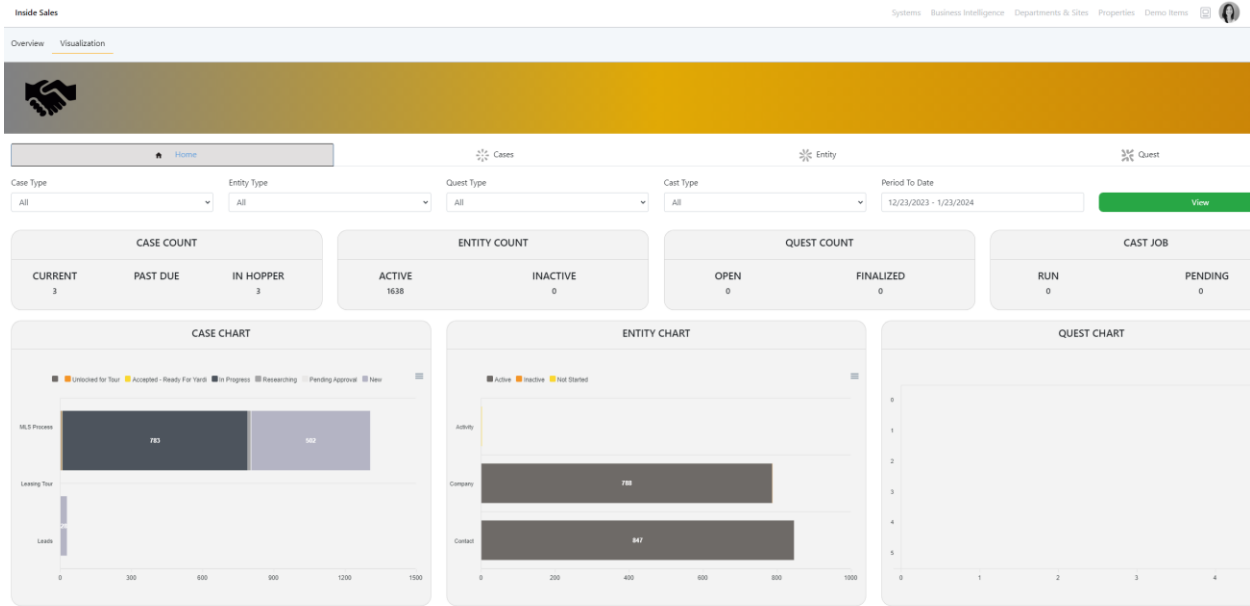 Inside Sales
Systems Business Intelligence Departments & Sites Properties Demo Items
Overview Visualization
Home Cases Entity Quest
Case Type Entity Type Quest Type Cast Type Period To Date
All All All All 12/23/2023 - 1/23/2024 View
CASE COUNT ENTITY COUNT QUEST COUNT CAST JOB
CURRENT PAST DUE IN HOPPER ACTIVE INACTIVE OPEN FINALIZED RUN PENDING
3 3 1638 0 0 0 0 0
CASE CHART ENTITY CHART QUEST CHART
Unlocked for Tour Accepted - Ready For Yardi In Progress Researching Pending Approval New
MLS Process 783 502
Leasing Tour
Leads
0 300 600 900 1200 1500
Active Inactive Not Started
Activity
Company 788
Contact 847
0 200 400 600 800 1000
0
1
2
3
4
5
0 1 2 3 4